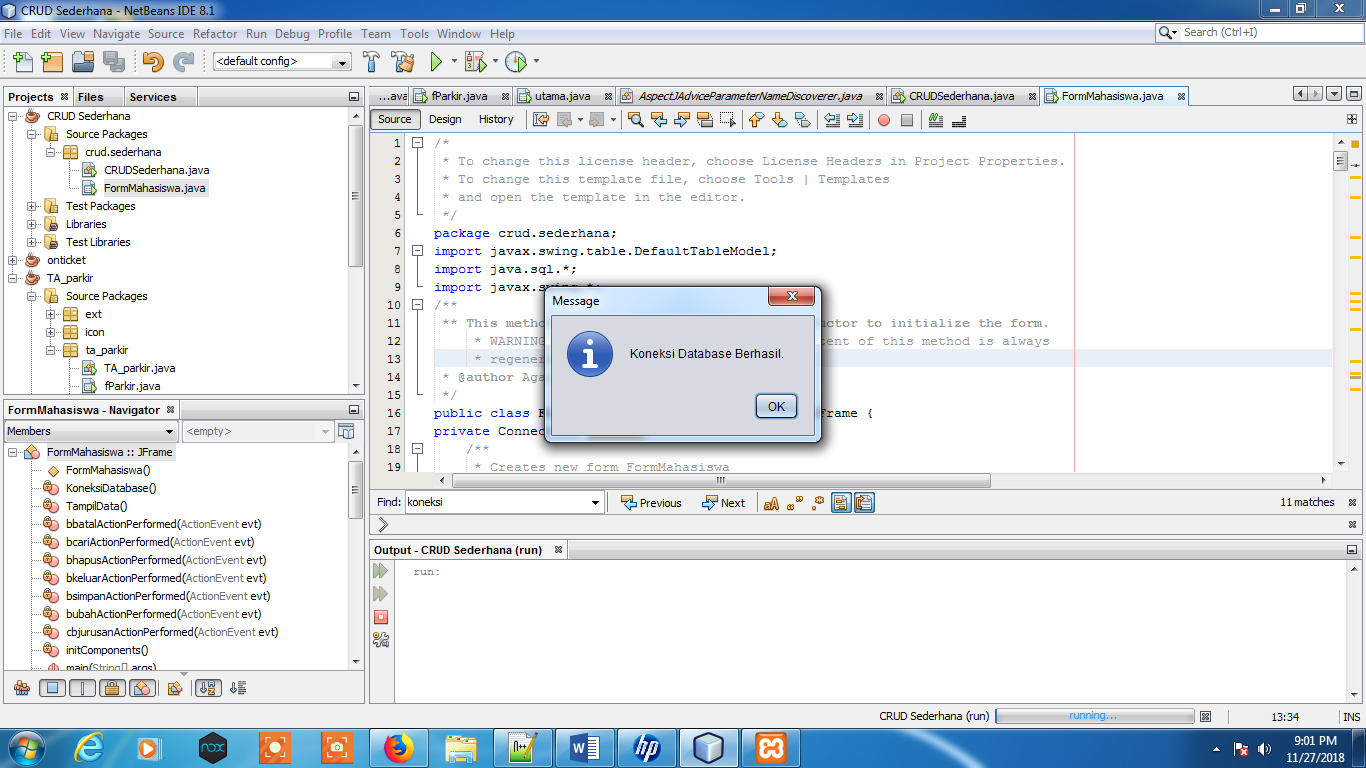 CRUD Sederhana - NetBeans IDE 8.1
File Edit View Navigate Source Refactor Run Debug Profile Team Tools Window Help
Search (Ctrl+I)
<default config>
Projects Files Services
CRUD Sederhana
Source Packages
crud.sederhana
CRUDSederhana.java
FormMahasiswa.java
Test Packages
Libraries
Test Libraries
onticket
TA_parkir
Source Packages
ext
icon
ta_parkir
TA_parkir.java
fParkir.java
FormMahasiswa - Navigator
Members <empty>
FormMahasiswa :: JFrame
FormMahasiswa()
KoneksiDatabase()
TampilData()
bbatalActionPerformed(ActionEvent evt)
bcariActionPerformed(ActionEvent evt)
bhapusActionPerformed(ActionEvent evt)
bkeluarActionPerformed(ActionEvent evt)
bsimpanActionPerformed(ActionEvent evt)
bubahActionPerformed(ActionEvent evt)
cbjurusanActionPerformed(ActionEvent evt)
initComponents()
main(String[] args)
...ava fParkir.java utama.java AspectJAdviceParameterNameDiscoverer.java CRUDSederhana.java FormMahasiswa.java
Source Design History
1 /*
2 * To change this license header, choose License Headers in Project Properties.
3 * To change this template file, choose Tools | Templates
4 * and open the template in the editor.
5 */
6 package crud.sederhana;
7 import javax.swing.table.DefaultTableModel;
8 import java.sql.*;
9 import javax.swing.*;
10 /**
11 ** This method uctor to initialize the form.
12 * WARNING tent of this method is always
13 * regener
14 * @author Aga
15 */
16 public class F Frame {
17 private Connec
18 /**
19 * Creates new form FormMahasiswa
Message
Koneksi Database Berhasil.
OK
Find: koneksi Previous Next 11 matches
Output - CRUD Sederhana (run)
run:
CRUD Sederhana (run) running... 13:34 INS
9:01 PM
11/27/2018